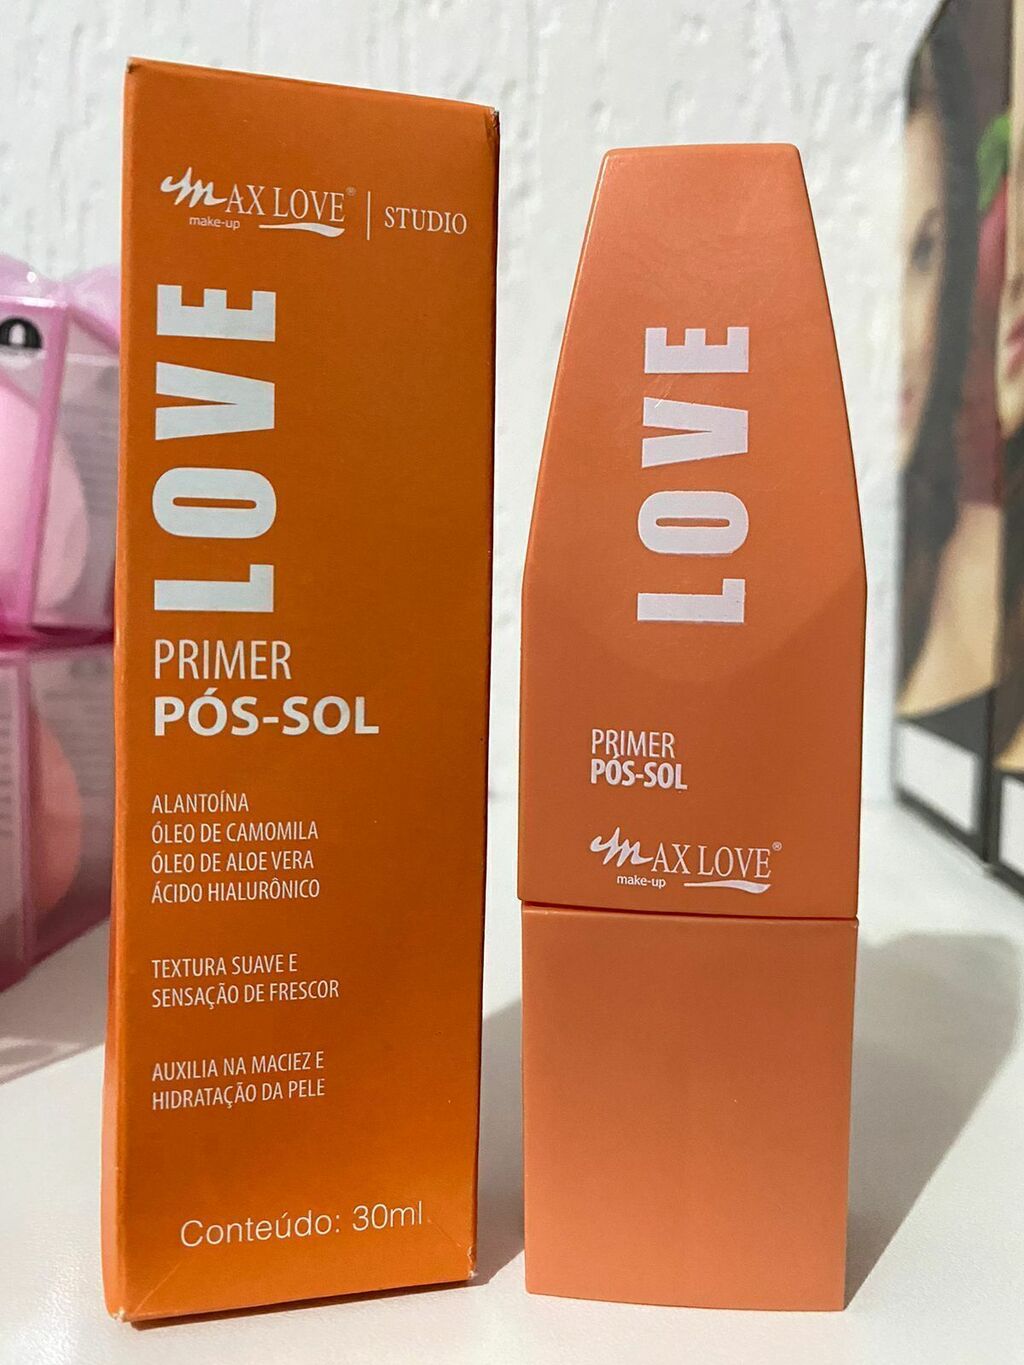 MAX LOVE® | STUDIO
make-up
LOVE
PRIMER
PÓS-SOL
ALANTOÍNA
ÓLEO DE CAMOMILA
ÓLEO DE ALOE VERA
ÁCIDO HIALURÔNICO
TEXTURA SUAVE E
SENSAÇÃO DE FRESCOR
AUXILIA NA MACIEZ E
HIDRATAÇÃO DA PELE
Conteúdo: 30ml
LOVE
PRIMER
PÓS-SOL
MAX LOVE®
make-up